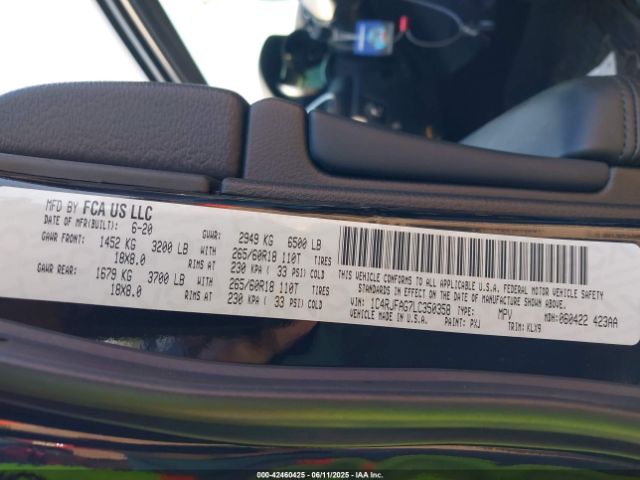 MFD BY FCA US LLC
DATE OF MFR(BUILT): 6-20 GVWR: 2949 KG 6500 LB
GAWR FRONT: 1452 KG 3200 LB WITH 265/60R18 110T TIRES
18X8.0 RIMS AT 230 KPA ( 33 PSI) COLD
GAWR REAR: 1679 KG 3700 LB WITH 265/60R18 110T TIRES
18X8.0 RIMS AT 230 KPA ( 33 PSI) COLD
THIS VEHICLE CONFORMS TO ALL APPLICABLE U.S.A. FEDERAL MOTOR VEHICLE SAFETY
STANDARDS IN EFFECT ON THE DATE OF MANUFACTURE SHOWN ABOVE.
VIN: 1C4RJFAG7LC350358 TYPE: MPV MDH: 060422 423AA
VEHICLE MADE IN U.S.A. PAINT: PXJ TRIM: KLX9
000-42460425 | 06/11/2025 | IAA Inc.